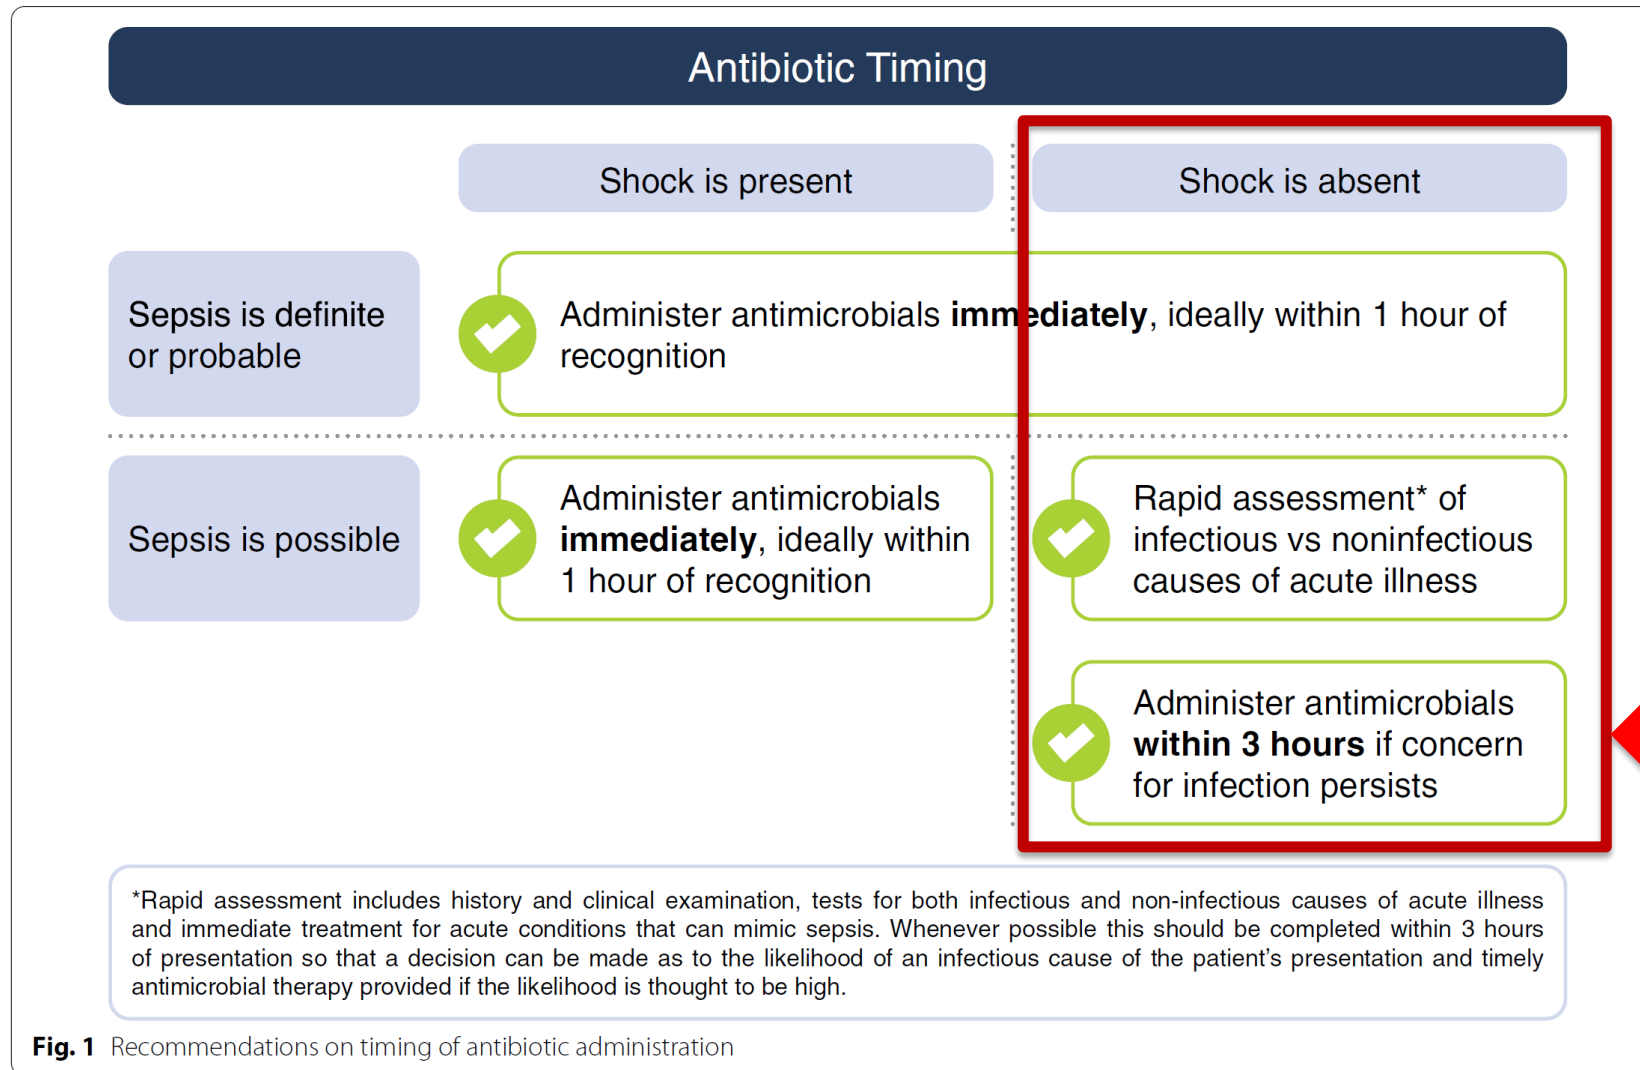 Antibiotic Timing
Shock is present
Shock is absent
Sepsis is definite
or probable
Administer antimicrobials immediately, ideally within 1 hour of
recognition
Sepsis is possible
Administer antimicrobials
immediately, ideally within
1 hour of recognition
Rapid assessment* of
infectious vs noninfectious
causes of acute illness
Administer antimicrobials
within 3 hours if concern
for infection persists
*Rapid assessment includes history and clinical examination, tests for both infectious and non-infectious causes of acute illness
and immediate treatment for acute conditions that can mimic sepsis. Whenever possible this should be completed within 3 hours
of presentation so that a decision can be made as to the likelihood of an infectious cause of the patient's presentation and timely
antimicrobial therapy provided if the likelihood is thought to be high.
Fig. 1 Recommendations on timing of antibiotic administration